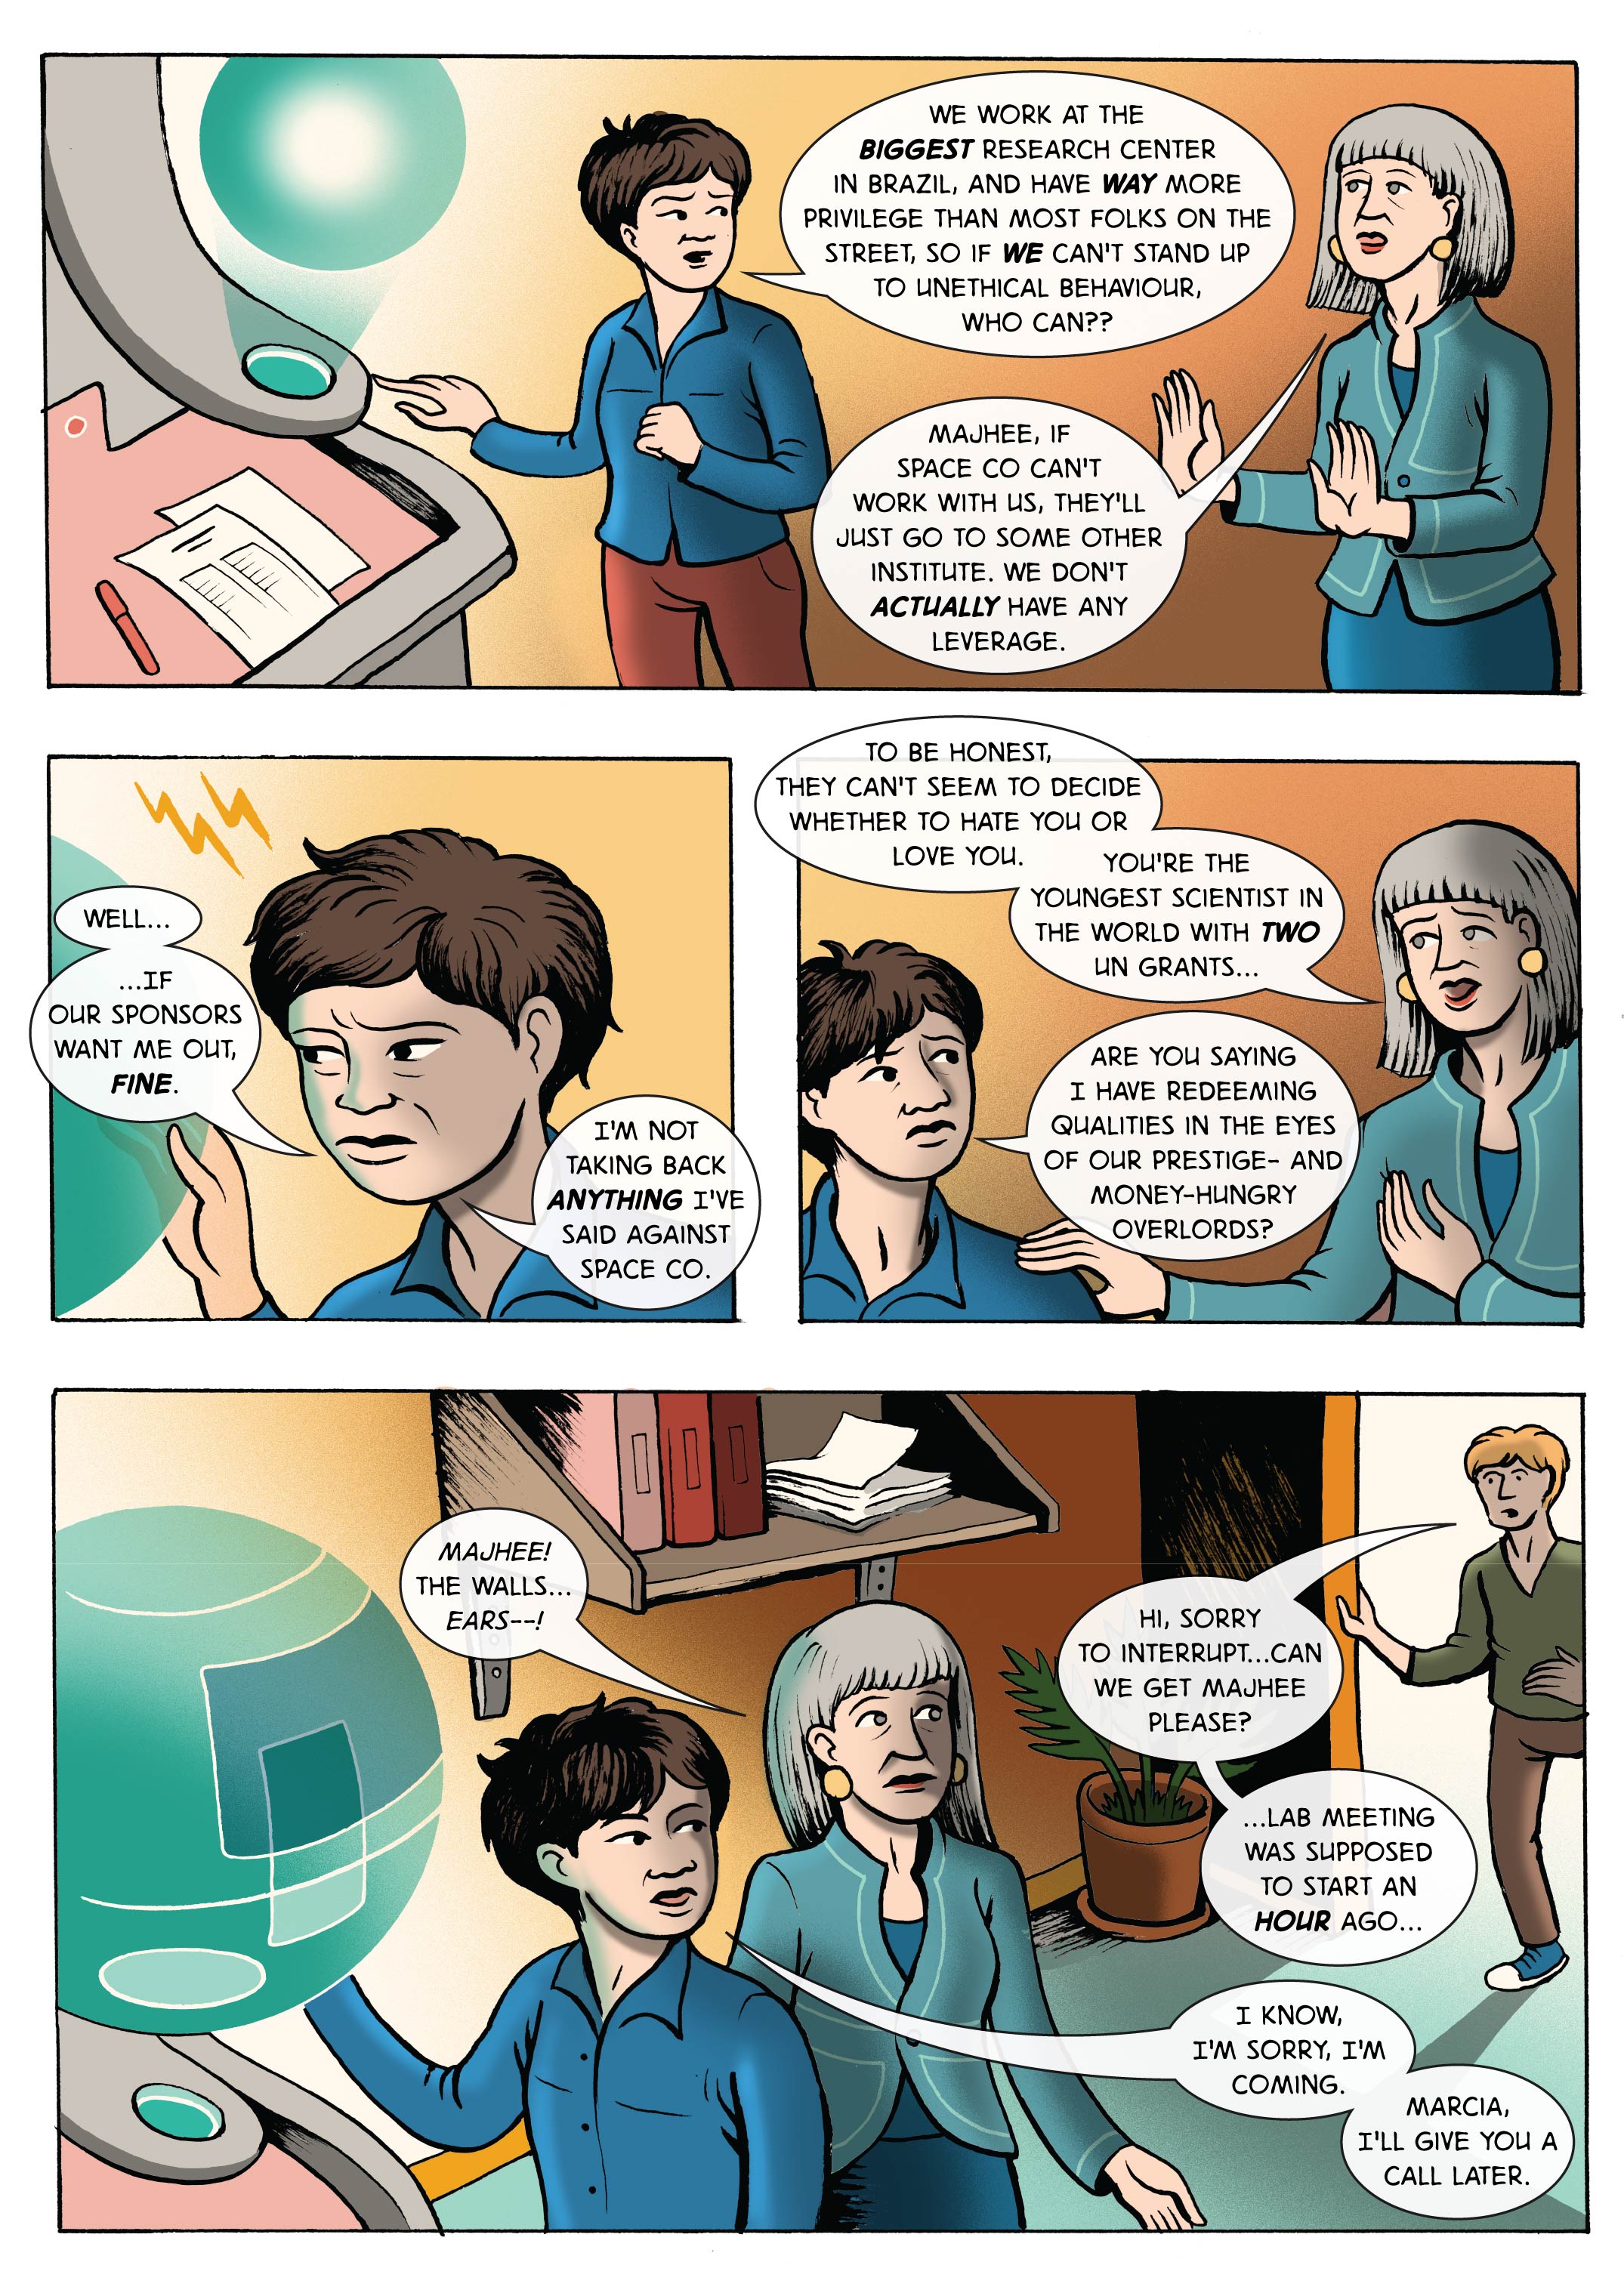 WE WORK AT THE
BIGGEST RESEARCH CENTER
IN BRAZIL, AND HAVE WAY MORE
PRIVILEGE THAN MOST FOLKS ON THE
STREET, SO IF WE CAN'T STAND UP
TO UNETHICAL BEHAVIOUR,
WHO CAN??
MAJHEE, IF
SPACE CO CAN'T
WORK WITH US, THEY'LL
JUST GO TO SOME OTHER
INSTITUTE. WE DON'T
ACTUALLY HAVE ANY
LEVERAGE.
WELL...
...IF
OUR SPONSORS
WANT ME OUT,
FINE.
I'M NOT
TAKING BACK
ANYTHING I'VE
SAID AGAINST
SPACE CO.
TO BE HONEST,
THEY CAN'T SEEM TO DECIDE
WHETHER TO HATE YOU OR
LOVE YOU.
YOU'RE THE
YOUNGEST SCIENTIST IN
THE WORLD WITH TWO
UN GRANTS...
ARE YOU SAYING
I HAVE REDEEMING
QUALITIES IN THE EYES
OF OUR PRESTIGE- AND
MONEY-HUNGRY
OVERLORDS?
MAJHEE!
THE WALLS...
EARS--!
HI, SORRY
TO INTERRUPT...CAN
WE GET MAJHEE
PLEASE?
...LAB MEETING
WAS SUPPOSED
TO START AN
HOUR AGO...
I KNOW,
I'M SORRY, I'M
COMING.
MARCIA,
I'LL GIVE YOU A
CALL LATER.